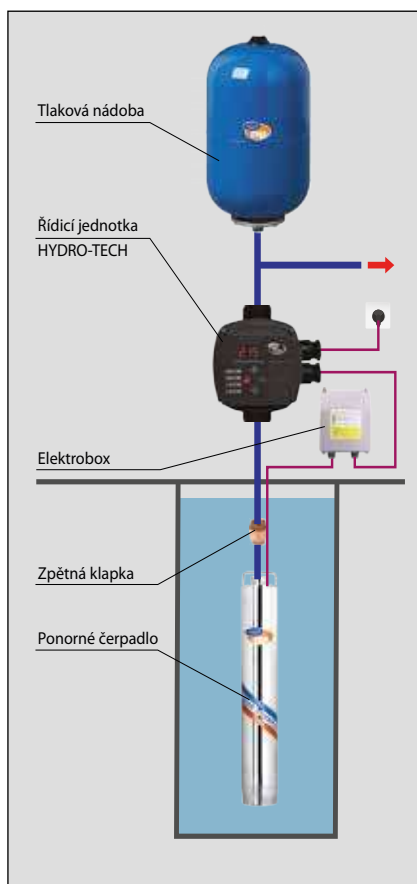 Tlaková nádoba
Řídicí jednotka
HYDRO-TECH
Elektrobox
Zpětná klapka
Ponorné čerpadlo